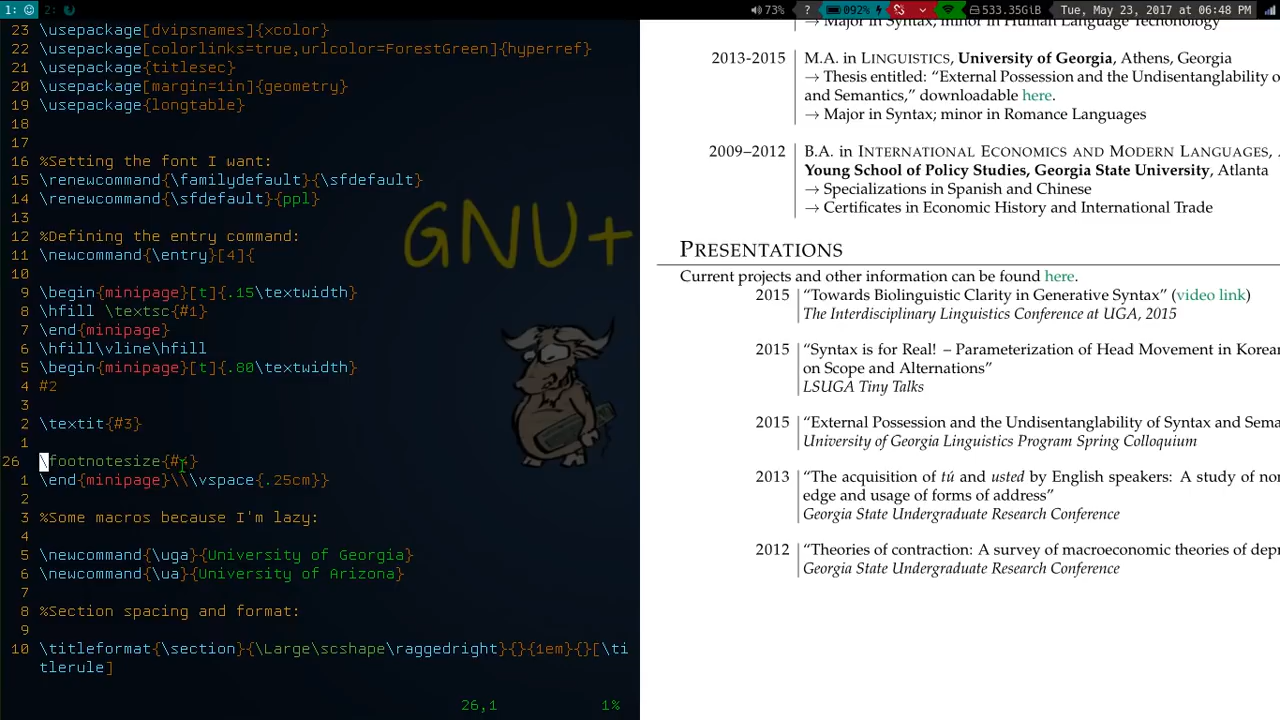 1: 2: 73% ? 092% 533.35GiB Tue, May 23, 2017 at 06:48 PM
23 \usepackage[dvipsnames]{xcolor}
22 \usepackage[colorlinks=true,urlcolor=ForestGreen]{hyperref}
21 \usepackage{titlesec}
20 \usepackage[margin=1in]{geometry}
19 \usepackage{longtable}
18
17
16 %Setting the font I want:
15 \renewcommand{\familydefault}{\sfdefault}
14 \renewcommand{\sfdefault}{ppl}
13
12 %Defining the entry command:
11 \newcommand{\entry}[4]{
10
9 \begin{minipage}[t]{.15\textwidth}
8 \hfill \textsc{#1}
7 \end{minipage}
6 \hfill\vline\hfill
5 \begin{minipage}[t]{.80\textwidth}
4 #2
3
2 \textit{#3}
1
26 \footnotesize{#4}
1 \end{minipage}\\\vspace{.25cm}}
2
3 %Some macros because I'm lazy:
4
5 \newcommand{\uga}{University of Georgia}
6 \newcommand{\ua}{University of Arizona}
7
8 %Section spacing and format:
9
10 \titleformat{\section}{\Large\scshape\raggedright}{}{1em}{}[\ti
tlerule]
26,1 1%
GNU+
→ Major in Syntax; minor in Human Language Techonology
2013-2015 M.A. in LINGUISTICS, University of Georgia, Athens, Georgia
→ Thesis entitled: “External Possession and the Undisentanglability o
and Semantics,” downloadable here.
→ Major in Syntax; minor in Romance Languages
2009–2012 B.A. in INTERNATIONAL ECONOMICS AND MODERN LANGUAGES,
Young School of Policy Studies, Georgia State University, Atlanta
→ Specializations in Spanish and Chinese
→ Certificates in Economic History and International Trade
PRESENTATIONS
Current projects and other information can be found here.
2015 “Towards Biolinguistic Clarity in Generative Syntax” (video link)
The Interdisciplinary Linguistics Conference at UGA, 2015
2015 “Syntax is for Real! – Parameterization of Head Movement in Korean
on Scope and Alternations”
LSUGA Tiny Talks
2015 “External Possession and the Undisentanglability of Syntax and Sema
University of Georgia Linguistics Program Spring Colloquium
2013 “The acquisition of tú and usted by English speakers: A study of no
edge and usage of forms of address”
Georgia State Undergraduate Research Conference
2012 “Theories of contraction: A survey of macroeconomic theories of dep
Georgia State Undergraduate Research Conference